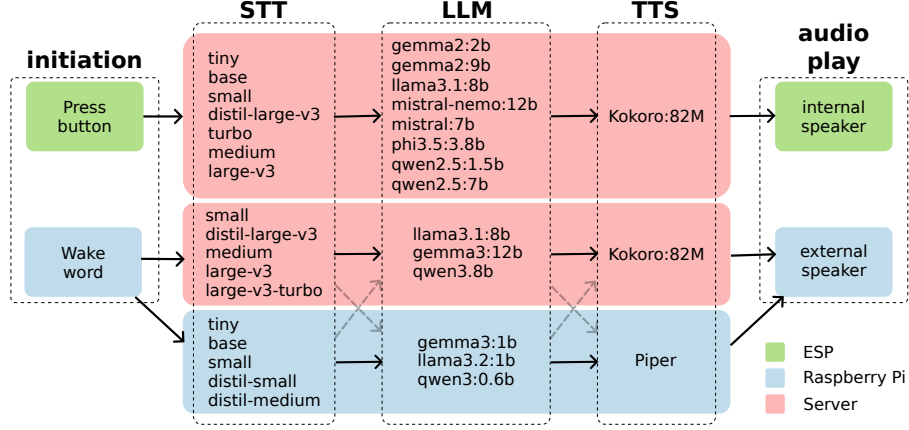 STT
LLM
TTS
initiation
audio
play
Press
button
tiny
base
small
distil-large-v3
turbo
medium
large-v3
gemma2:2b
gemma2:9b
llama3.1:8b
mistral-nemo:12b
mistral:7b
phi3.5:3.8b
qwen2.5:1.5b
qwen2.5:7b
Kokoro:82M
internal
speaker
Wake
word
small
distil-large-v3
medium
large-v3
large-v3-turbo
llama3.1:8b
gemma3:12b
qwen3.8b
Kokoro:82M
external
speaker
tiny
base
small
distil-small
distil-medium
gemma3:1b
llama3.2:1b
qwen3:0.6b
Piper
ESP
Raspberry Pi
Server